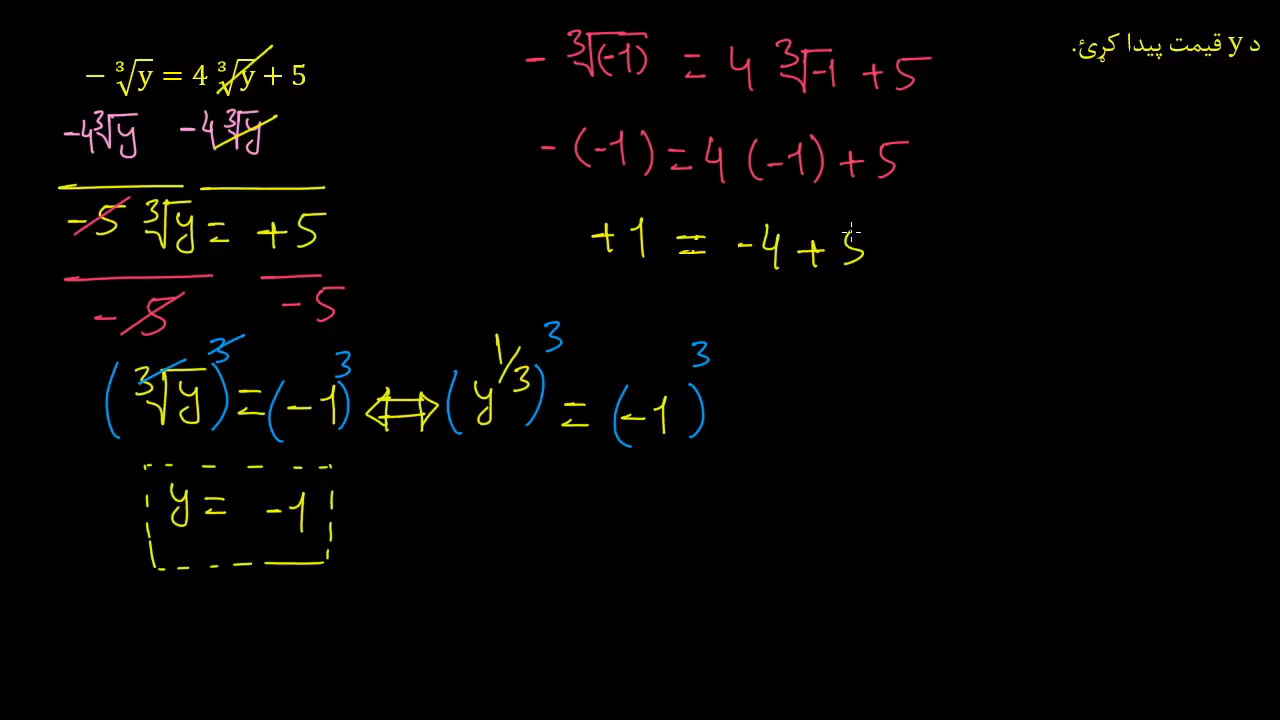 د y قیمت پیدا کړئ.
-∛y = 4 ∛y + 5
-4∛y -4∛y
-5 ∛y = +5
-5 -5
(∛y)³ = (-1)³ ⟺ (y^1/3)³ = (-1)³
y = -1
-∛(-1) = 4 ∛-1 + 5
-(-1) = 4 (-1) + 5
+1 = -4 + 5